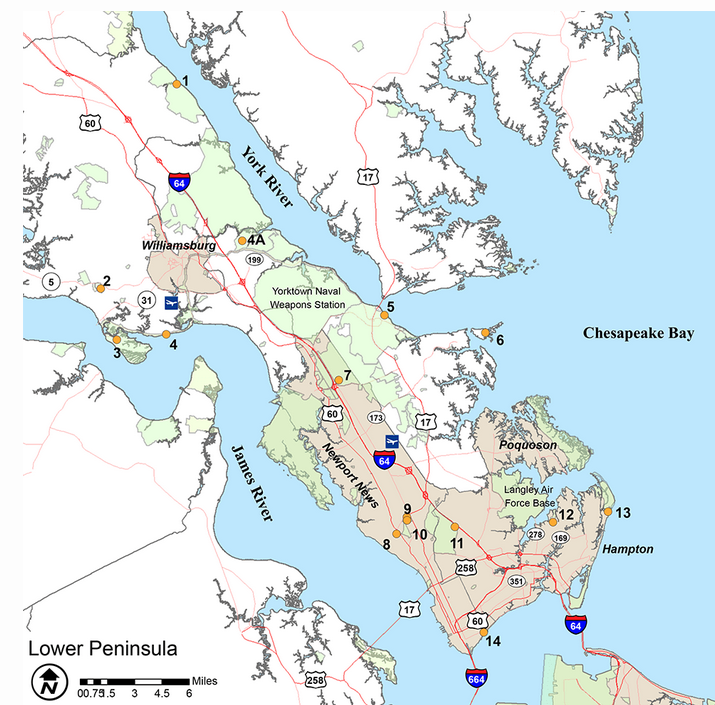 1
60
York River
64
17
4A
Williamsburg
199
5
2
31
Yorktown Naval
Weapons Station
5
Chesapeake Bay
6
3
4
7
60
173
17
64
Poquoson
Newport News
James River
Langley Air
Force Base
9
10
12
13
8
11
278
169
Hampton
258
351
17
60
64
14
Lower Peninsula
N
Miles
0 0.75 1.5 3 4.5 6
258
664